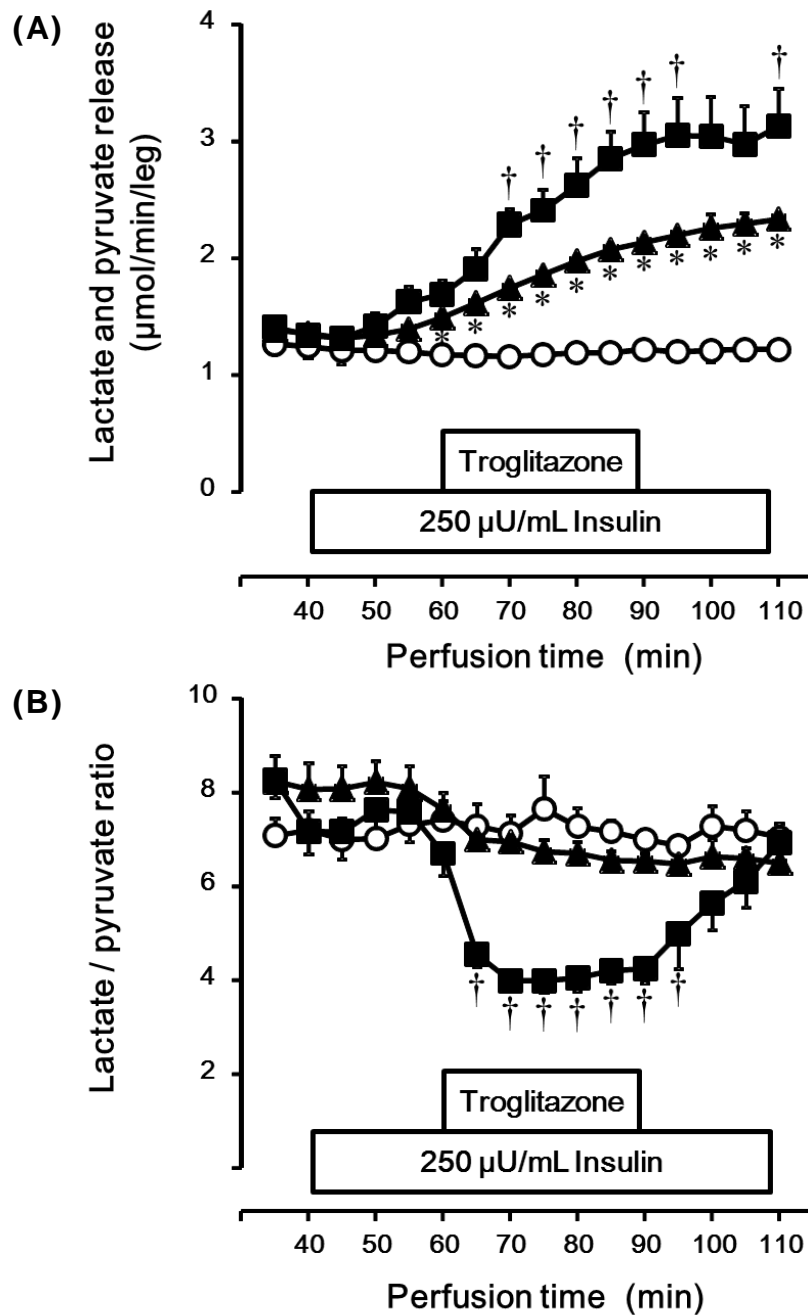 (A)
Lactate and pyruvate release
(µmol/min/leg)
4
3
2
1
0
† † † † † † † †
* * * * * * * * * * *
Troglitazone
250 µU/mL Insulin
40 50 60 70 80 90 100 110
Perfusion time (min)
(B)
Lactate / pyruvate ratio
10
8
6
4
2
† † † † † † †
Troglitazone
250 µU/mL Insulin
40 50 60 70 80 90 100 110
Perfusion time (min)